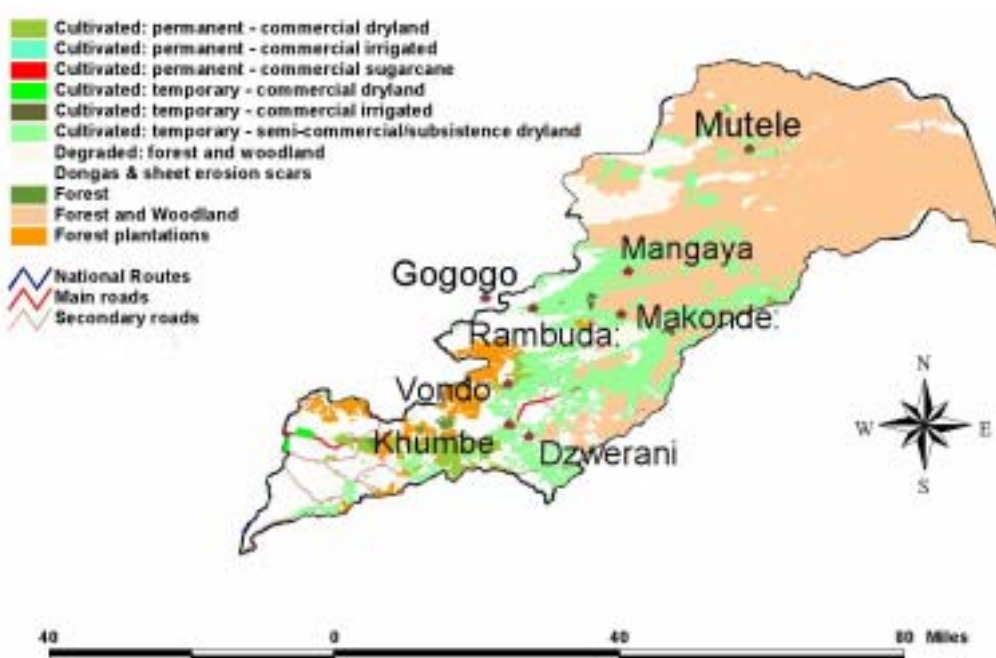 Cultivated: permanent - commercial dryland
Cultivated: permanent - commercial irrigated
Cultivated: permanent - commercial sugarcane
Cultivated: temporary - commercial dryland
Cultivated: temporary - commercial irrigated
Cultivated: temporary - semi-commercial/subsistence dryland
Degraded: forest and woodland
Dongas & sheet erosion scars
Forest
Forest and Woodland
Forest plantations
National Routes
Main roads
Secondary roads
Mutele
Mangaya
Gogogo
Makonde:
Rambuda:
Vondo
Khumbe
Dzwerani
N
W E
S
40 0 40 80 Miles